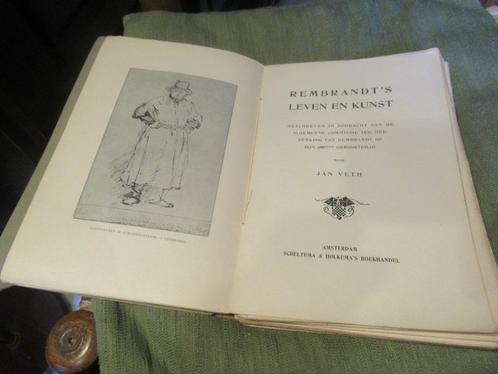 REMBRANDT'S
LEVEN EN KUNST
GESCHREVEN IN OPDRACHT VAN DE
ALGEMEENE COMMISSIE TER HER-
DENKING VAN REMBRANDT OP
ZIJN GEBOORTEDAG
DOOR
JAN VETH
AMSTERDAM
SCHELTEMA & HOLKEMA'S BOEKHANDEL